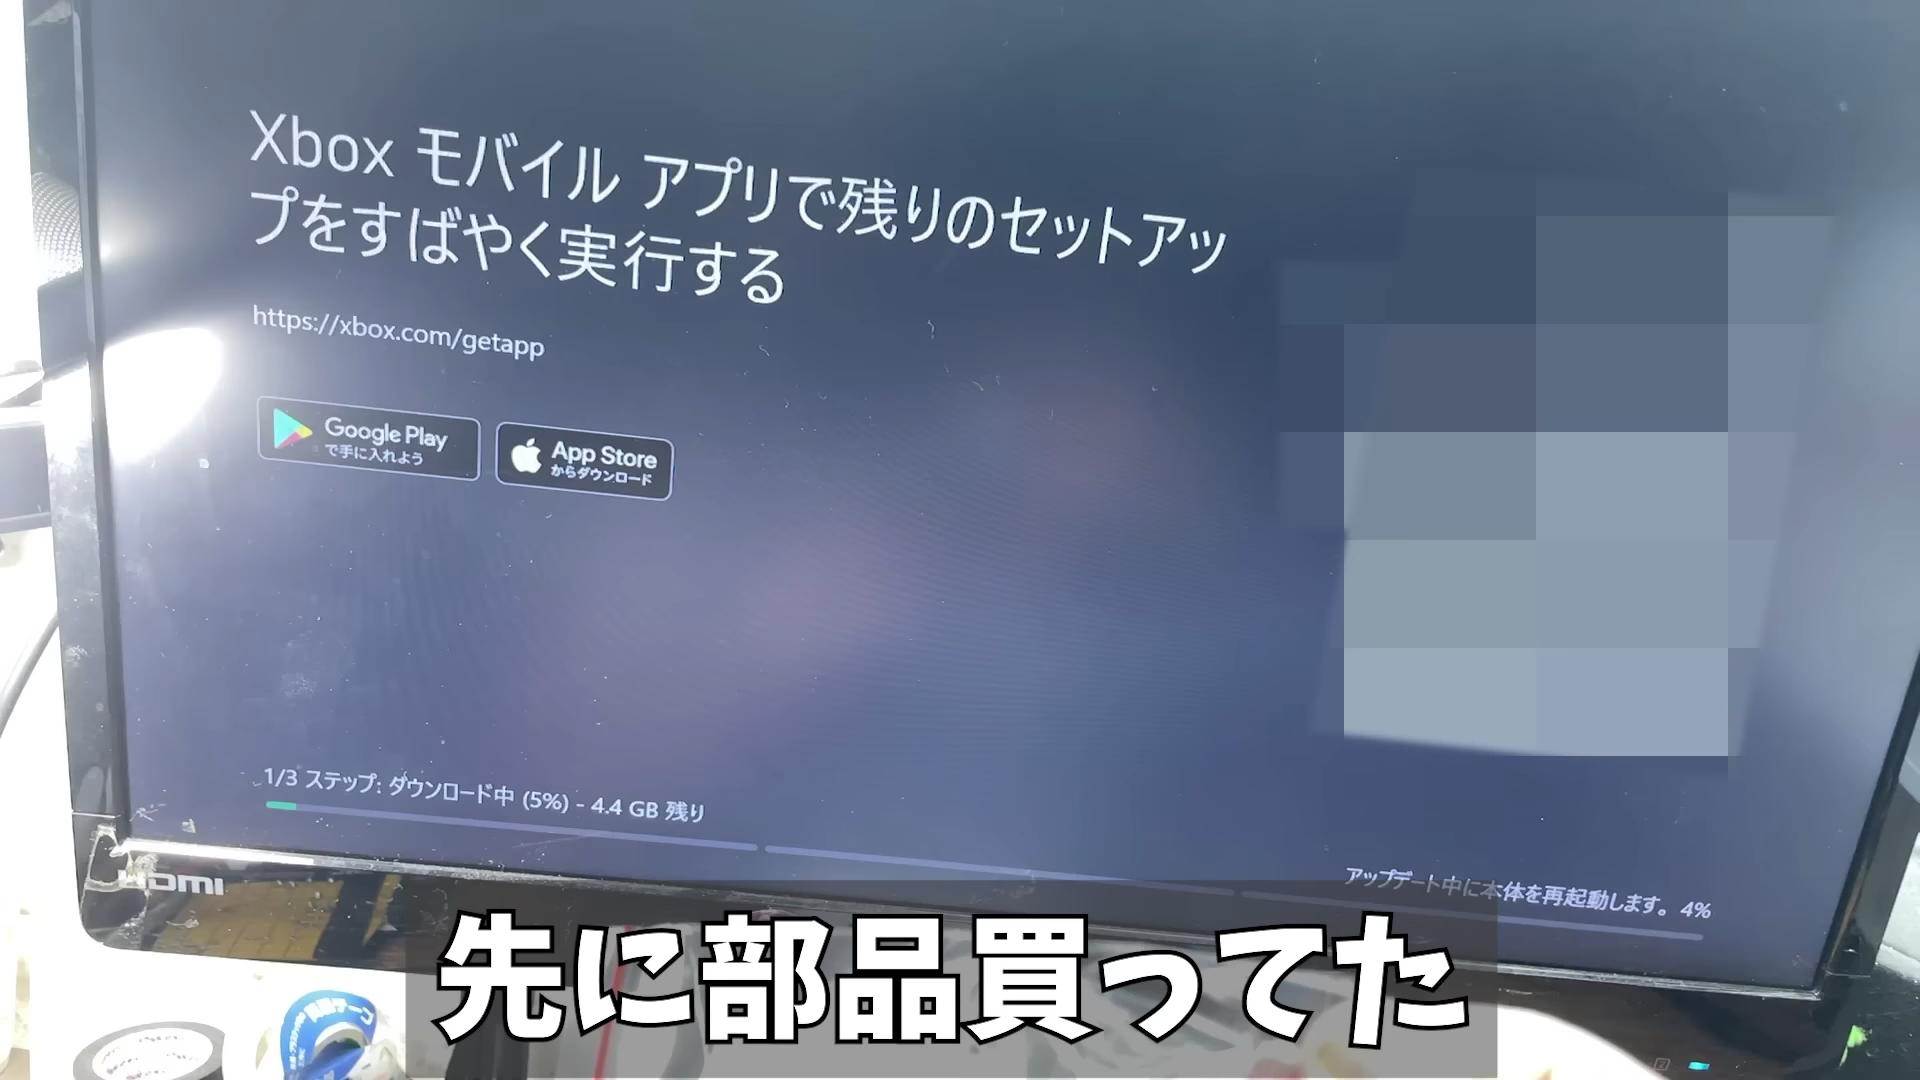 Xbox モバイル アプリで残りのセットアッ
プをすばやく実行する
https://xbox.com/getapp
Google Play
で手に入れよう
App Store
からダウンロード
1/3 ステップ: ダウンロード中 (5%) - 4.4 GB 残り
アップデート中に本体を再起動します。 4%
HDMI
先に部品買ってた